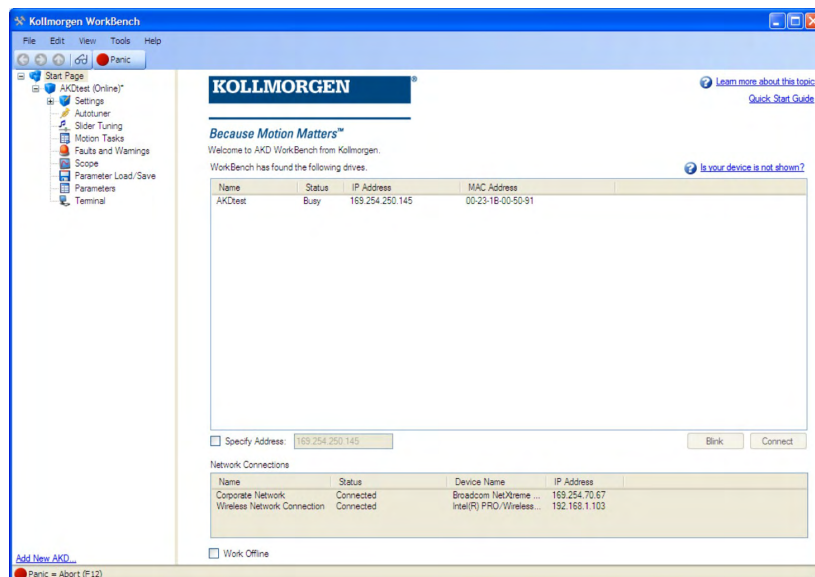 Kollmorgen WorkBench
File Edit View Tools Help
Panic
Start Page
AKDtest (Online)*
Settings
Autotuner
Slider Tuning
Motion Tasks
Faults and Warnings
Scope
Parameter Load/Save
Parameters
Terminal
Add New AKD...
KOLLMORGEN®
Because Motion Matters™
Learn more about this topic
Quick Start Guide
Welcome to AKD WorkBench from Kollmorgen.
WorkBench has found the following drives.
Is your device is not shown?
Name Status IP Address MAC Address
AKDtest Busy 169.254.250.145 00-23-1B-00-50-91
Specify Address: 169.254.250.145 Blink Connect
Network Connections
Name Status Device Name IP Address
Corporate Network Connected Broadcom NetXtreme ... 169.254.70.67
Wireless Network Connection Connected Intel(R) PRO/Wireless... 192.168.1.103
Work Offline
Panic = Abort (F12)